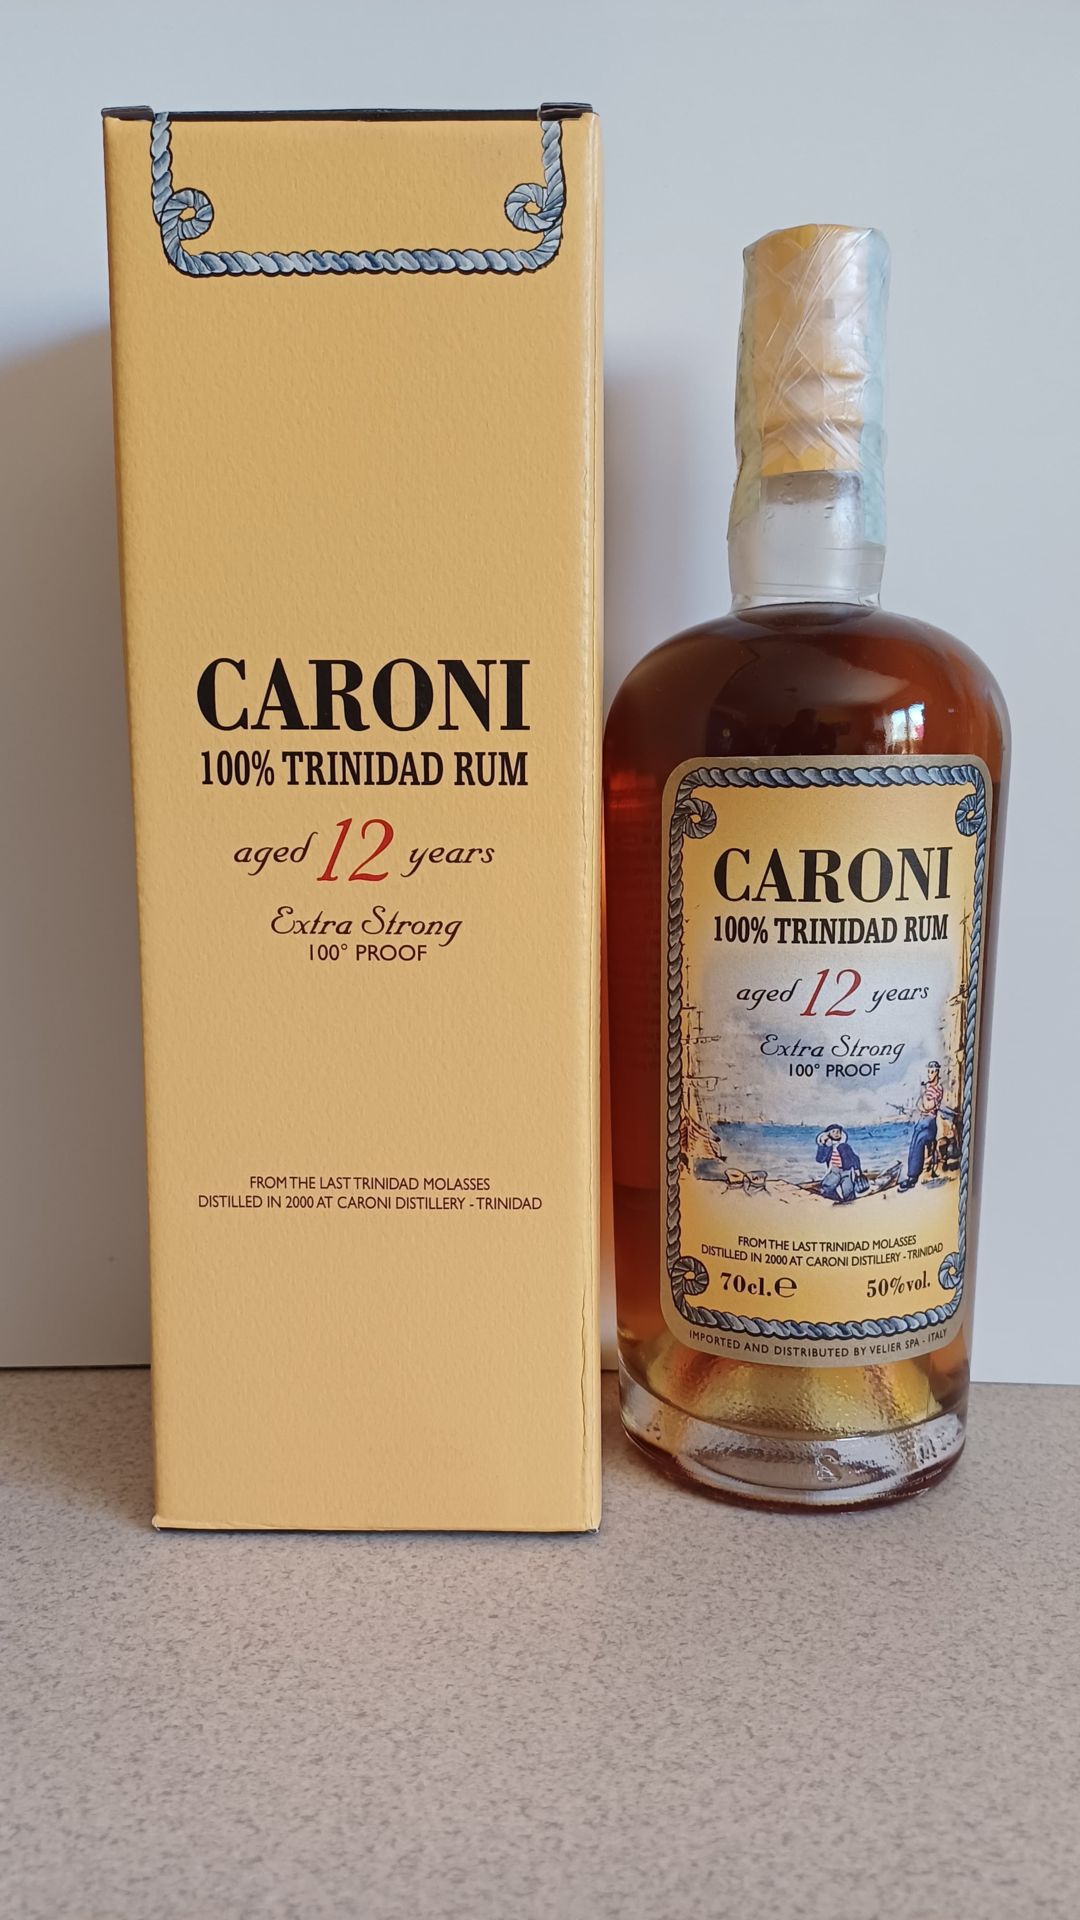 CARONI
100% TRINIDAD RUM
aged 12 years
Extra Strong
100° PROOF
FROM THE LAST TRINIDAD MOLASSES
DISTILLED IN 2000 AT CARONI DISTILLERY - TRINIDAD
CARONI
100% TRINIDAD RUM
aged 12 years
Extra Strong
100° PROOF
FROM THE LAST TRINIDAD MOLASSES
DISTILLED IN 2000 AT CARONI DISTILLERY - TRINIDAD
70cl.℮ 50%vol.
IMPORTED AND DISTRIBUTED BY VELIER SPA - ITALY